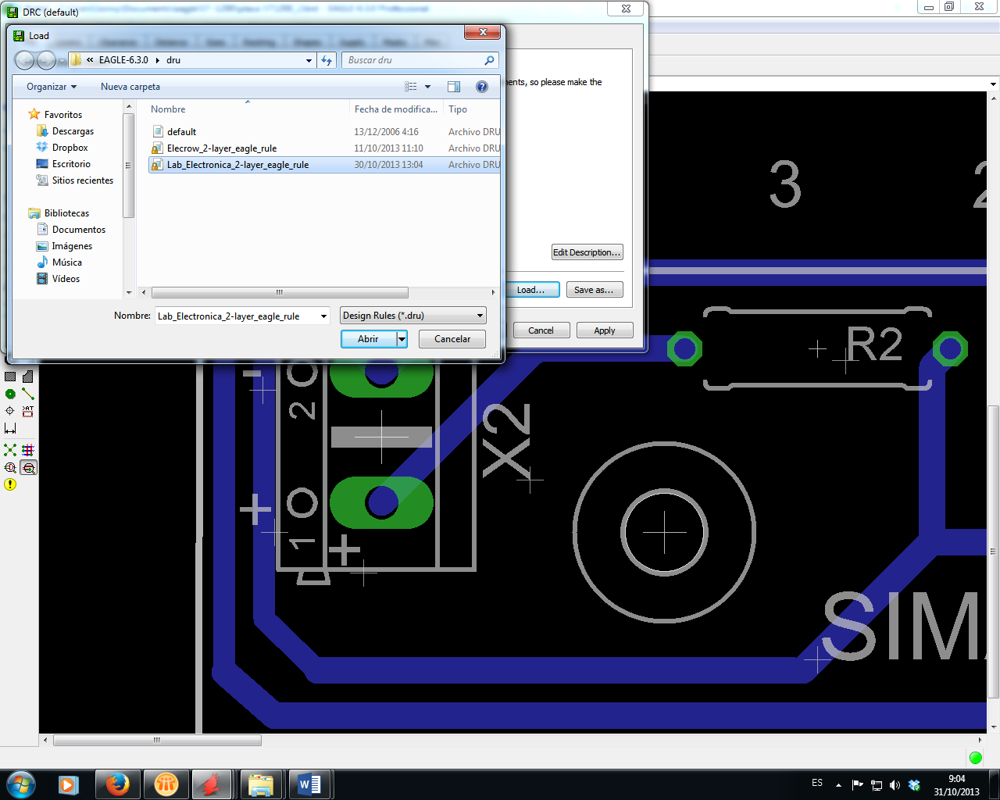 DRC (default)
Load
« EAGLE-6.3.0 dru
Buscar dru
Organizar
Nueva carpeta
Nombre Fecha de modifica... Tipo
default 13/12/2006 4:16 Archivo DRU
Elecrow_2-layer_eagle_rule 11/10/2013 11:10 Archivo DRU
Lab_Electronica_2-layer_eagle_rule 30/10/2013 13:04 Archivo DRU
Favoritos
Descargas
Dropbox
Escritorio
Sitios recientes
Bibliotecas
Documentos
Imágenes
Música
Vídeos
Nombre: Lab_Electronica_2-layer_eagle_rule
Design Rules (*.dru)
Abrir
Cancelar
so please make the
Edit Description...
Load...
Save as...
Cancel
Apply
3
2
R2
X2
2
1
+
+
-
SIM
ES
9:04
31/10/2013